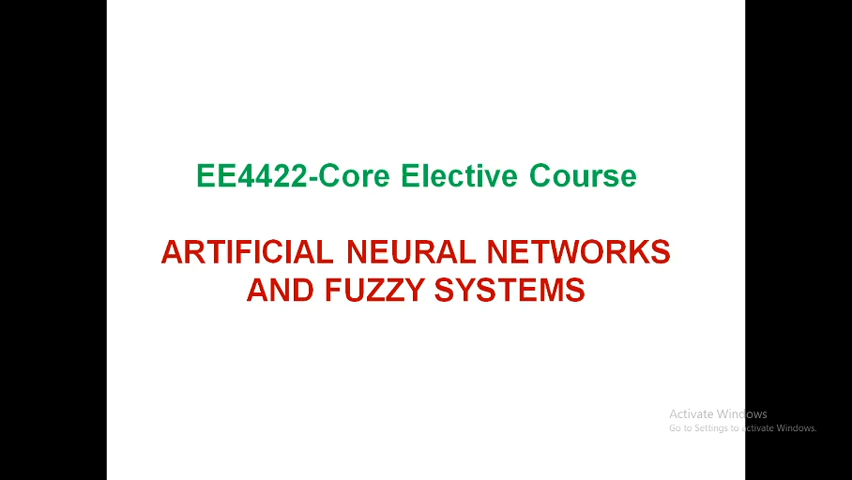 EE4422-Core Elective Course
ARTIFICIAL NEURAL NETWORKS
AND FUZZY SYSTEMS
Activate Windows
Go to Settings to activate Windows.